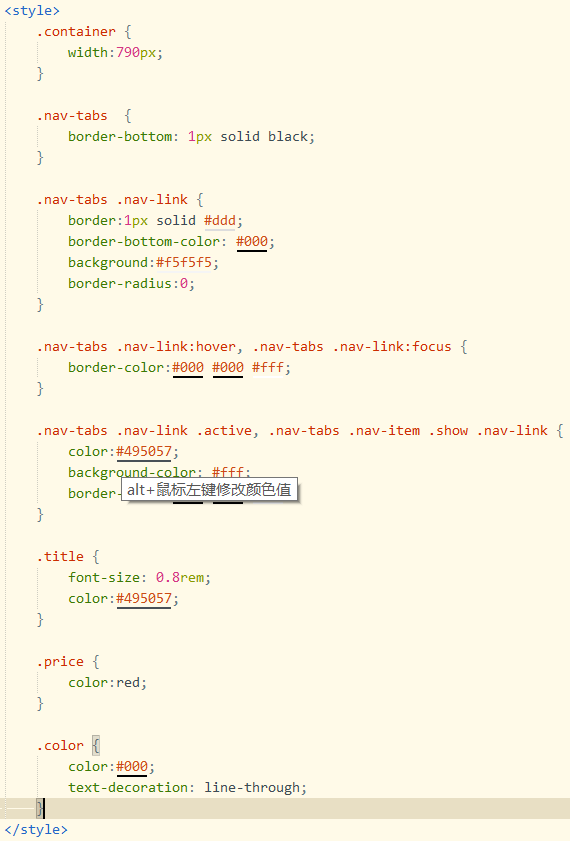 <style>
.container {
width:790px;
}
.nav-tabs  {
border-bottom: 1px solid black;
}
.nav-tabs .nav-link {
border:1px solid #ddd;
border-bottom-color: #000;
background:#f5f5f5;
border-radius:0;
}
.nav-tabs .nav-link:hover, .nav-tabs .nav-link:focus {
border-color:#000 #000 #fff;
}
.nav-tabs .nav-link .active, .nav-tabs .nav-item .show .nav-link {
color:#495057;
background-color: #fff;
border-
alt+鼠标左键修改颜色值
}
.title {
font-size: 0.8rem;
color:#495057;
}
.price {
color:red;
}
.color {
color:#000;
text-decoration: line-through;
}
</style>